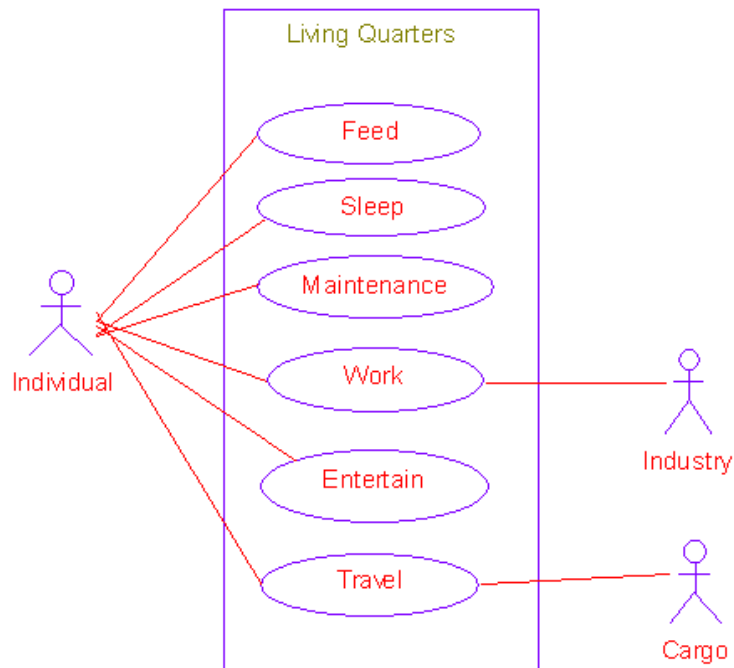 Living Quarters
Feed
Sleep
Maintenance
Individual
Work
Industry
Entertain
Travel
Cargo